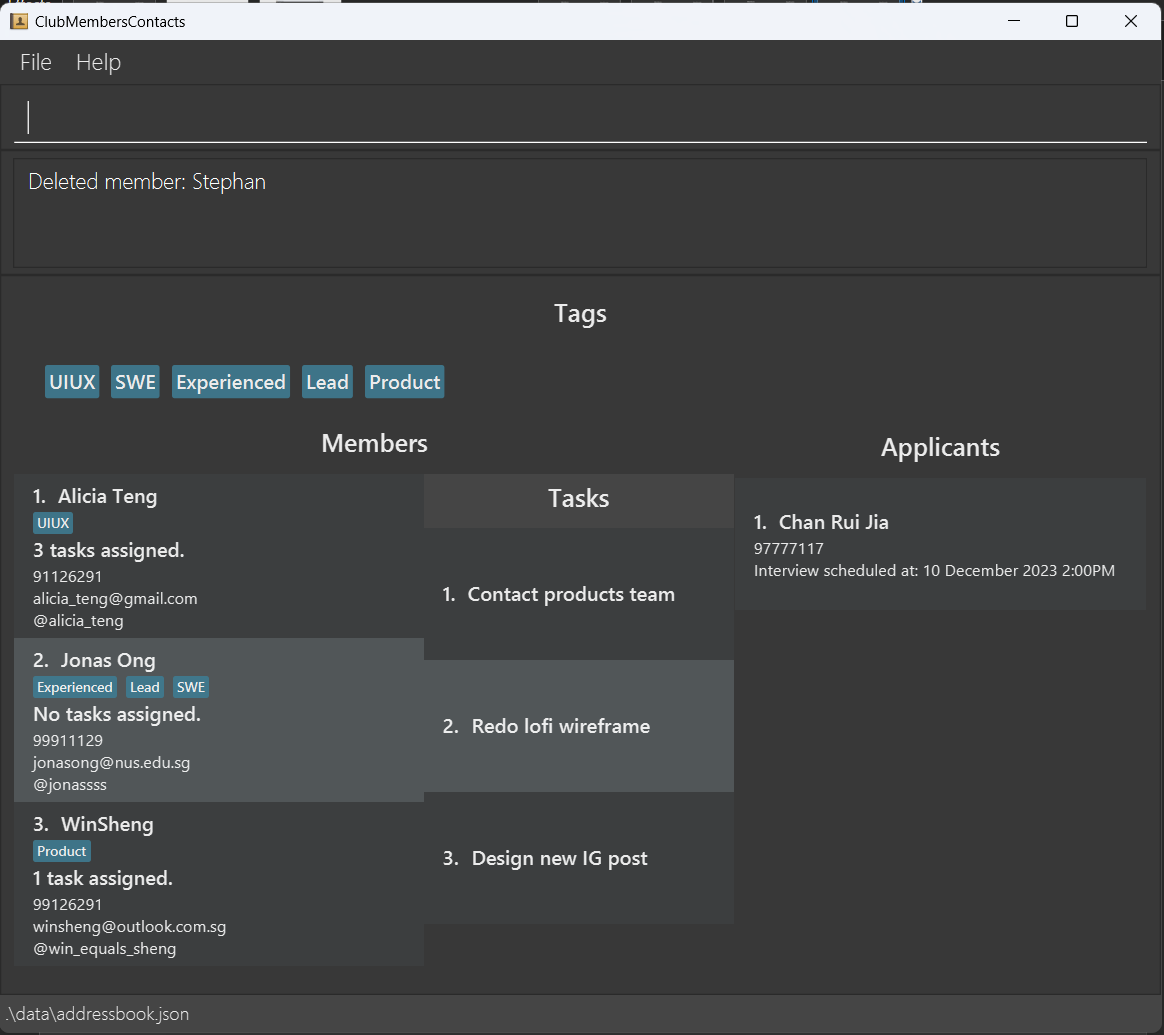 ClubMembersContacts
File Help
Deleted member: Stephan
Tags
UIUX SWE Experienced Lead Product
Members
1. Alicia Teng
UIUX
3 tasks assigned.
91126291
alicia_teng@gmail.com
@alicia_teng
2. Jonas Ong
Experienced Lead SWE
No tasks assigned.
99911129
jonasong@nus.edu.sg
@jonassss
3. WinSheng
Product
1 task assigned.
99126291
winsheng@outlook.com.sg
@win_equals_sheng
Tasks
1. Contact products team
2. Redo lofi wireframe
3. Design new IG post
Applicants
1. Chan Rui Jia
97777117
Interview scheduled at: 10 December 2023 2:00PM
.\data\addressbook.json